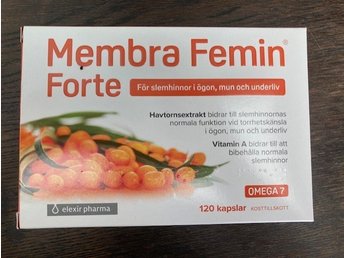 Membra Femin®
Forte
För slemhinnor i ögon, mun och underliv
Havtornsextrakt bidrar till slemhinnornas
normala funktion vid torrhetskänsla
i ögon, mun och underliv
Vitamin A bidrar till att
bibehålla normala
slemhinnor
OMEGA 7
elexir pharma
120 kapslar KOSTTILLSKOTT